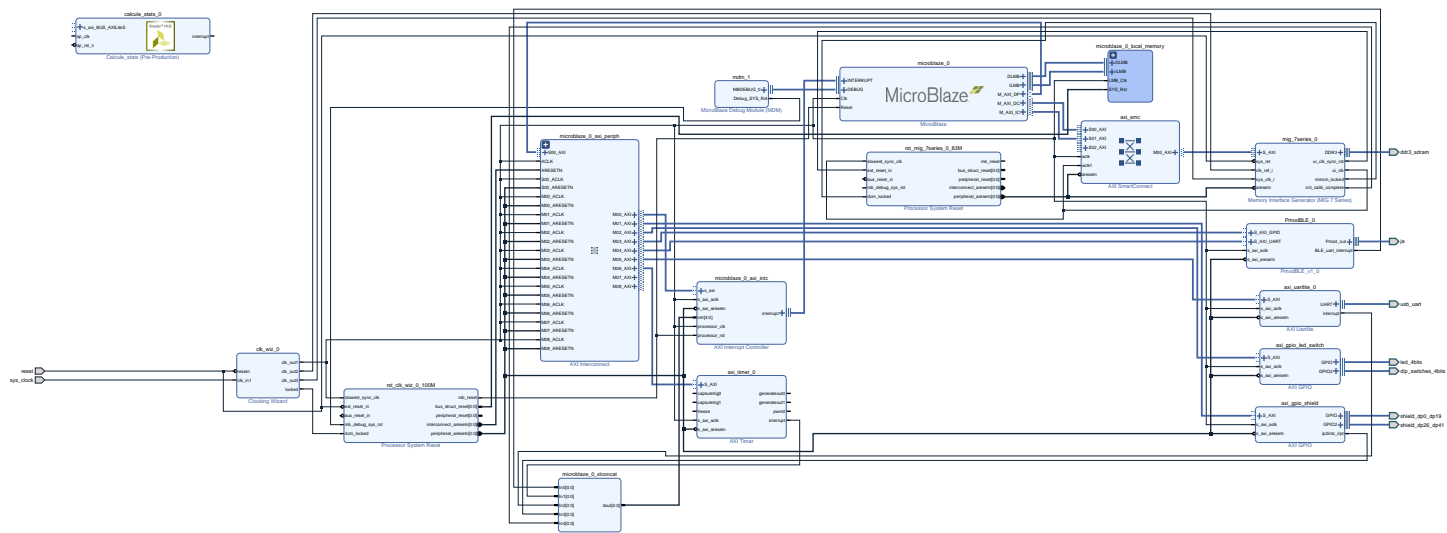 calcule_stats_0
s_axi_BUS_AXILiteS
ap_clk
ap_rst_n
Vivado™ HLS
interrupt
Calcule_stats (Pre-Production)
mdm_1
MBDEBUG_0
Debug_SYS_Rst
MicroBlaze Debug Module (MDM)
microblaze_0
INTERRUPT
DEBUG
Clk
Reset
MicroBlaze
DLMB
ILMB
M_AXI_DP
M_AXI_DC
M_AXI_IC
MicroBlaze
microblaze_0_local_memory
DLMB
ILMB
LMB_Clk
SYS_Rst
axi_smc
S00_AXI
S01_AXI
S02_AXI
aclk
aclk1
aresetn
M00_AXI
AXI SmartConnect
rst_mig_7series_0_83M
slowest_sync_clk
ext_reset_in
aux_reset_in
mb_debug_sys_rst
dcm_locked
mb_reset
bus_struct_reset[0:0]
peripheral_reset[0:0]
interconnect_aresetn[0:0]
peripheral_aresetn[0:0]
Processor System Reset
mig_7series_0
S_AXI
sys_rst
clk_ref_i
sys_clk_i
aresetn
DDR3
ui_clk_sync_rst
ui_clk
mmcm_locked
init_calib_complete
Memory Interface Generator (MIG 7 Series)
ddr3_sdram
microblaze_0_axi_periph
S00_AXI
ACLK
ARESETN
S00_ACLK
S00_ARESETN
M00_ACLK
M00_ARESETN
M01_ACLK
M01_ARESETN
M02_ACLK
M02_ARESETN
M03_ACLK
M03_ARESETN
M04_ACLK
M04_ARESETN
M05_ACLK
M05_ARESETN
M06_ACLK
M06_ARESETN
M07_ACLK
M07_ARESETN
M08_ACLK
M08_ARESETN
M00_AXI
M01_AXI
M02_AXI
M03_AXI
M04_AXI
M05_AXI
M06_AXI
M07_AXI
M08_AXI
AXI Interconnect
PmodBLE_0
S_AXI_GPIO
S_AXI_UART
s_axi_aclk
s_axi_aresetn
Pmod_out
BLE_uart_interrupt
PmodBLE_v1_0
ja
microblaze_0_axi_intc
s_axi
s_axi_aclk
s_axi_aresetn
intr[4:0]
processor_clk
processor_rst
interrupt
AXI Interrupt Controller
axi_uartlite_0
S_AXI
s_axi_aclk
s_axi_aresetn
UART
interrupt
AXI Uartlite
usb_uart
axi_gpio_led_switch
S_AXI
s_axi_aclk
s_axi_aresetn
GPIO
GPIO2
AXI GPIO
led_4bits
dip_switches_4bits
clk_wiz_0
resetn
clk_in1
clk_out1
clk_out2
clk_out3
locked
Clocking Wizard
reset
sys_clock
rst_clk_wiz_0_100M
slowest_sync_clk
ext_reset_in
aux_reset_in
mb_debug_sys_rst
dcm_locked
mb_reset
bus_struct_reset[0:0]
peripheral_reset[0:0]
interconnect_aresetn[0:0]
peripheral_aresetn[0:0]
Processor System Reset
axi_timer_0
S_AXI
capturetrig0
capturetrig1
freeze
s_axi_aclk
s_axi_aresetn
generateout0
generateout1
pwm0
interrupt
AXI Timer
axi_gpio_shield
S_AXI
s_axi_aclk
s_axi_aresetn
GPIO
GPIO2
ip2intc_irpt
AXI GPIO
shield_dp0_dp19
shield_dp26_dp41
microblaze_0_xlconcat
In0[0:0]
In1[0:0]
In2[0:0]
In3[0:0]
In4[0:0]
dout[4:0]